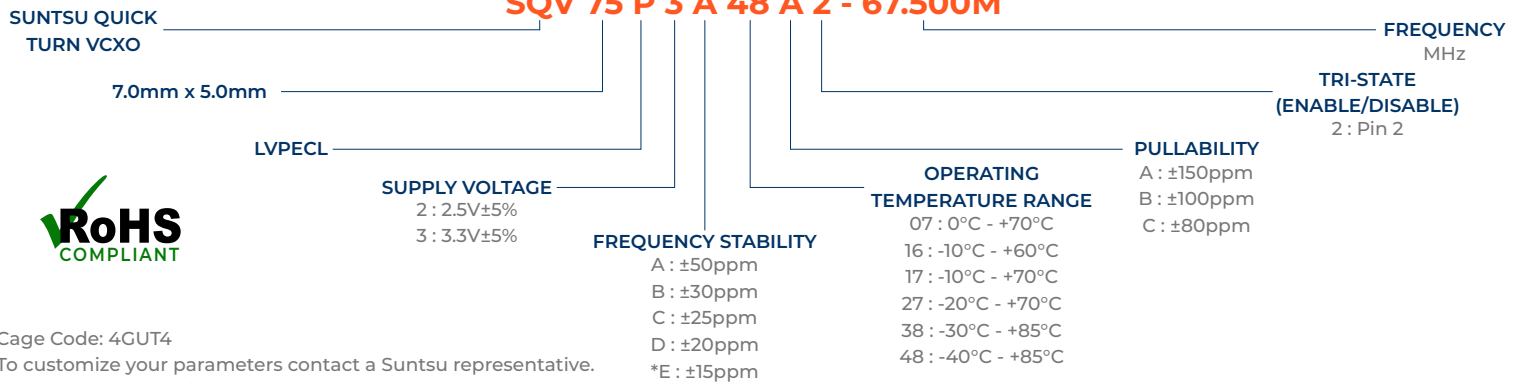 SQV 75 P 3 A 48 A 2 - 67.500M
SUNTSU QUICK
TURN VCXO
7.0mm x 5.0mm
LVPECL
SUPPLY VOLTAGE
2 : 2.5V±5%
3 : 3.3V±5%
FREQUENCY STABILITY
A : ±50ppm
B : ±30ppm
C : ±25ppm
D : ±20ppm
*E : ±15ppm
OPERATING
TEMPERATURE RANGE
07 : 0°C - +70°C
16 : -10°C - +60°C
17 : -10°C - +70°C
27 : -20°C - +70°C
38 : -30°C - +85°C
48 : -40°C - +85°C
PULLABILITY
A : ±150ppm
B : ±100ppm
C : ±80ppm
TRI-STATE
(ENABLE/DISABLE)
2 : Pin 2
FREQUENCY
MHz
RoHS
COMPLIANT
Cage Code: 4GUT4
To customize your parameters contact a Suntsu representative.